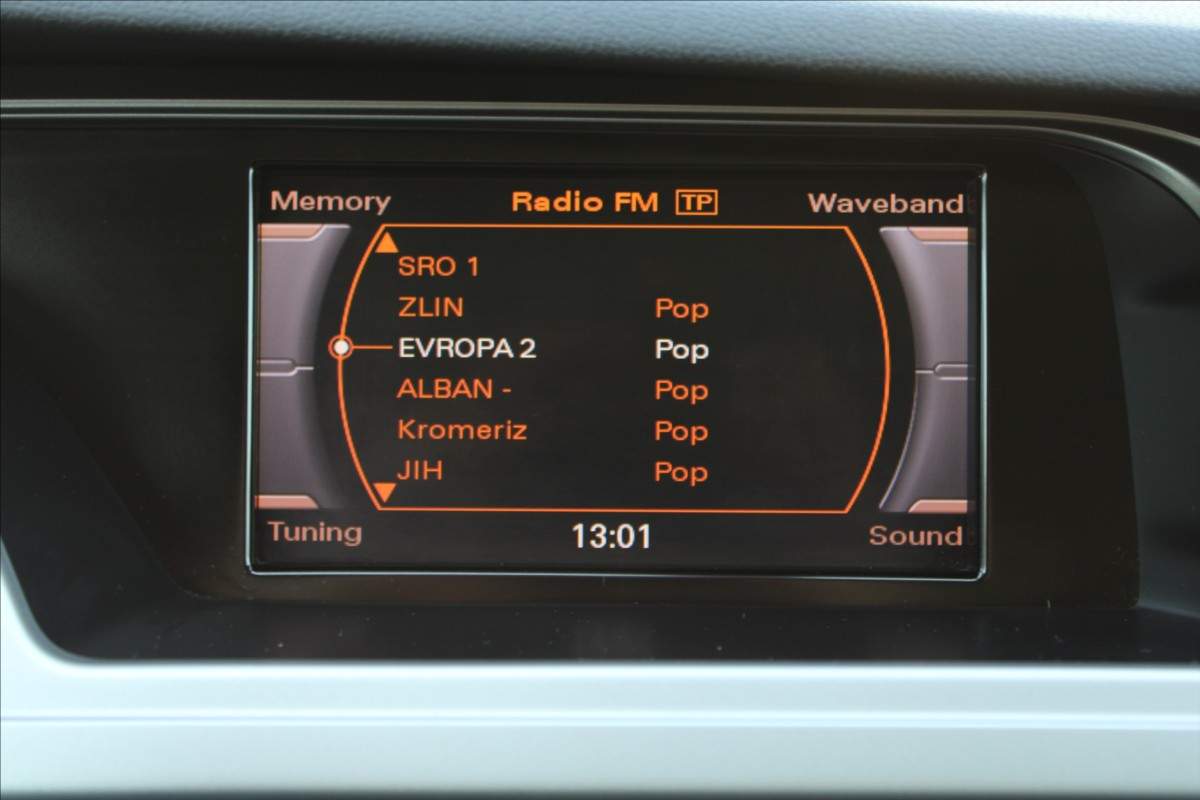 Memory Radio FM TP Waveband
SRO 1
ZLIN Pop
EVROPA 2 Pop
ALBAN - Pop
Kromeriz Pop
JIH Pop
Tuning 13:01 Sound